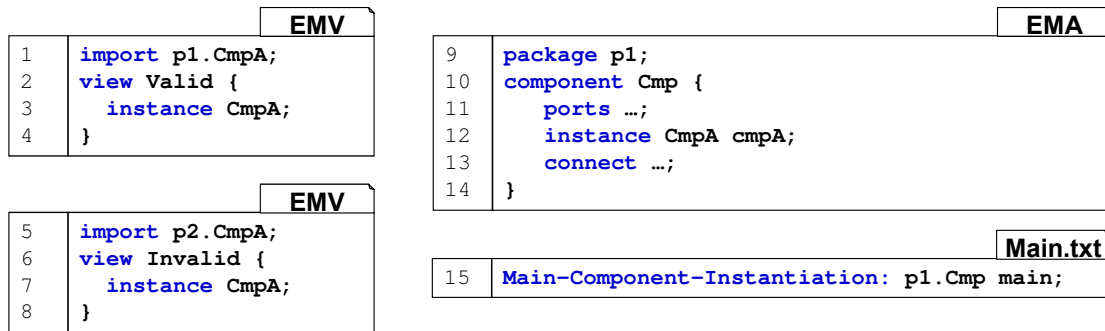 EMV
1 import p1.CmpA;
2 view Valid {
3 instance CmpA;
4 }
EMV
5 import p2.CmpA;
6 view Invalid {
7 instance CmpA;
8 }
EMA
9 package p1;
10 component Cmp {
11 ports …;
12 instance CmpA cmpA;
13 connect …;
14 }
Main.txt
15 Main-Component-Instantiation: p1.Cmp main;